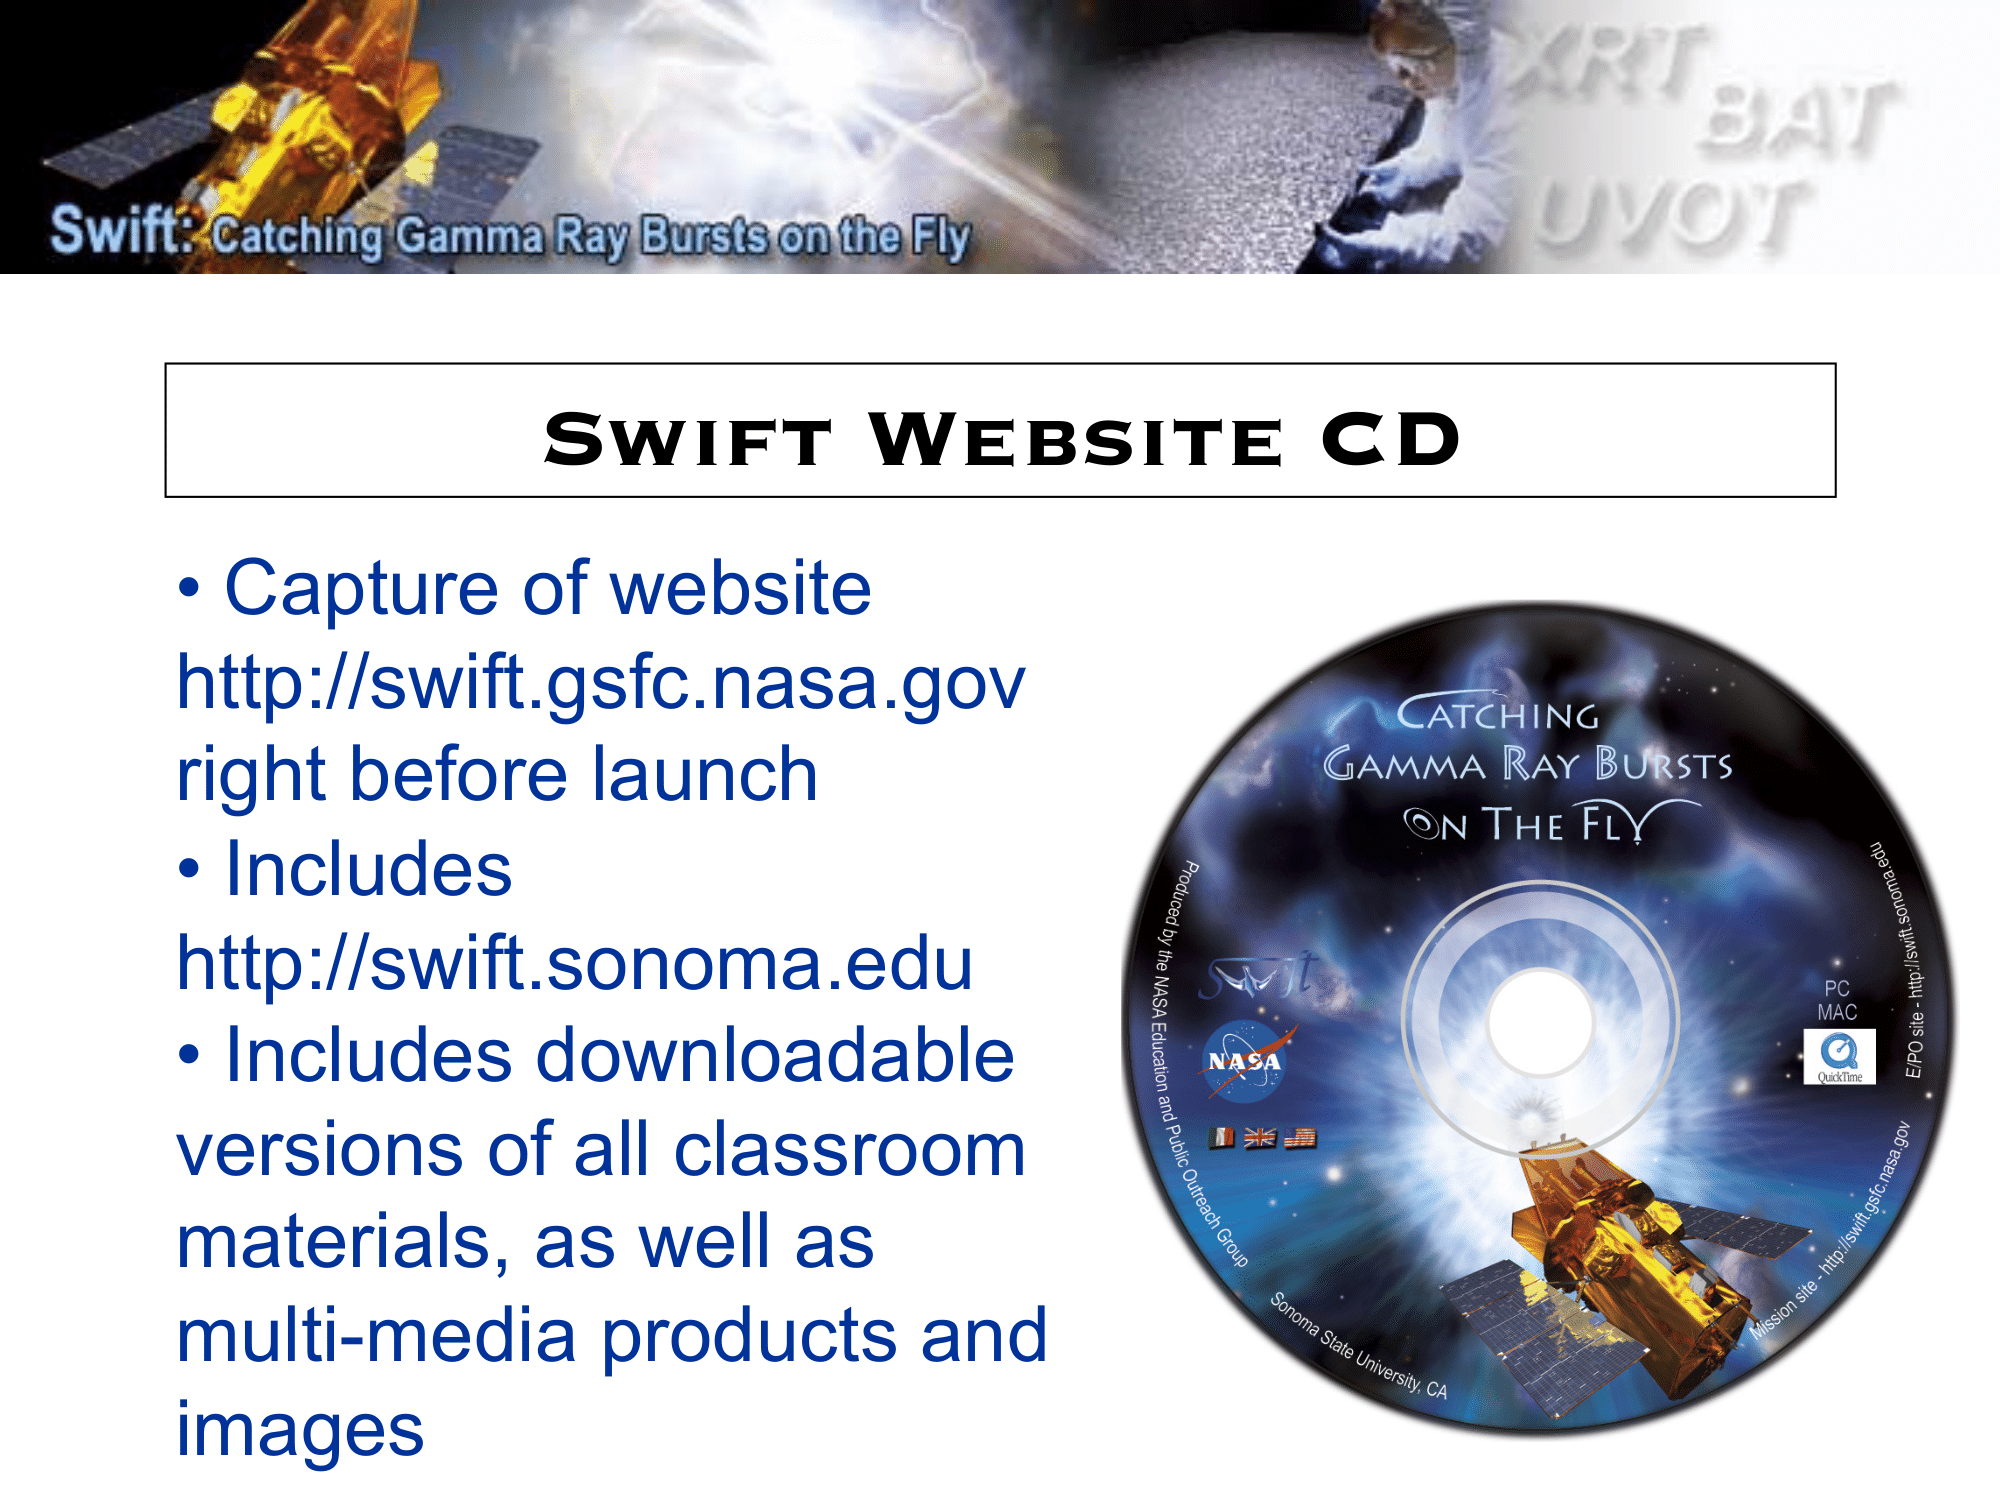 XRT
BAT
UVOT
Swift: Catching Gamma Ray Bursts on the Fly
SWIFT WEBSITE CD
• Capture of website
http://swift.gsfc.nasa.gov
right before launch
• Includes
http://swift.sonoma.edu
• Includes downloadable
versions of all classroom
materials, as well as
multi-media products and
images
CATCHING
GAMMA RAY BURSTS
ON THE FLY
Produced by the NASA Education and Public Outreach Group
Sonoma State University, CA
Mission site - http://swift.gsfc.nasa.gov
E/PO site - http://swift.sonoma.edu
swift
NASA
PC
MAC
QuickTime